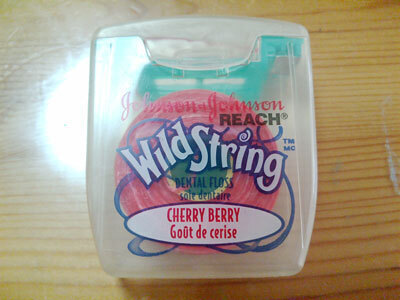 Johnson & Johnson
REACH®
Wild String
TM
MC
DENTAL FLOSS
soie dentaire
CHERRY BERRY
Goût de cerise